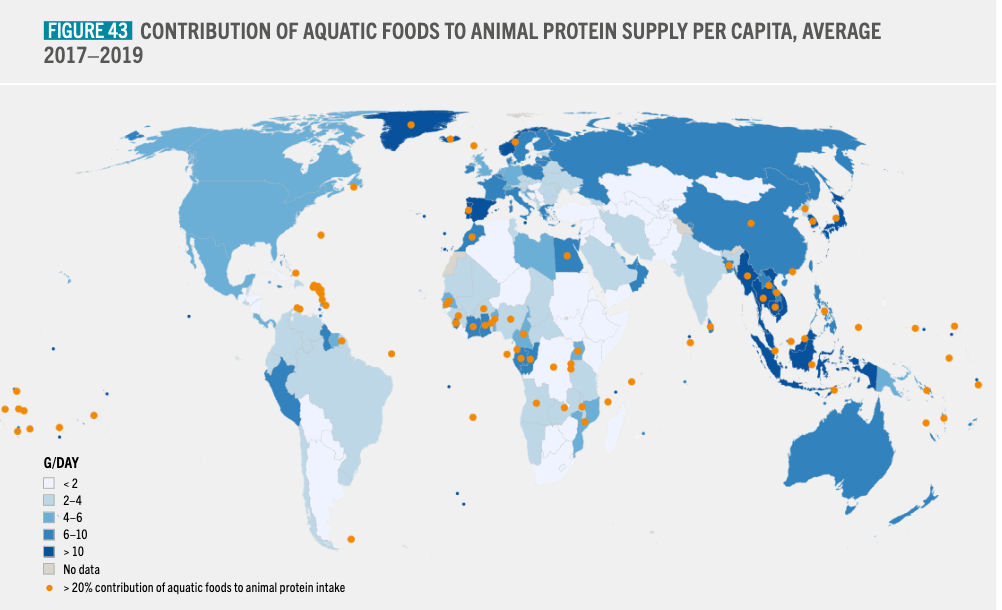 FIGURE 43 CONTRIBUTION OF AQUATIC FOODS TO ANIMAL PROTEIN SUPPLY PER CAPITA, AVERAGE
2017–2019
G/DAY
< 2
2–4
4–6
6–10
> 10
No data
> 20% contribution of aquatic foods to animal protein intake